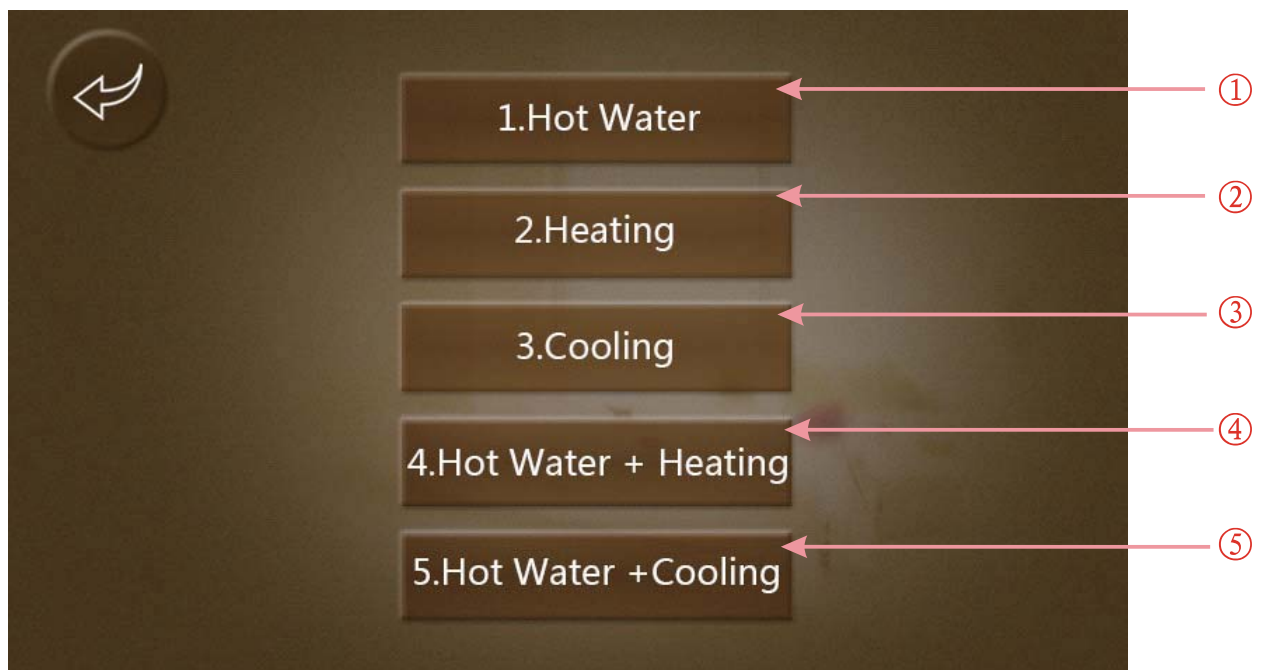 1.Hot Water
①
2.Heating
②
3.Cooling
③
4.Hot Water + Heating
④
5.Hot Water +Cooling
⑤